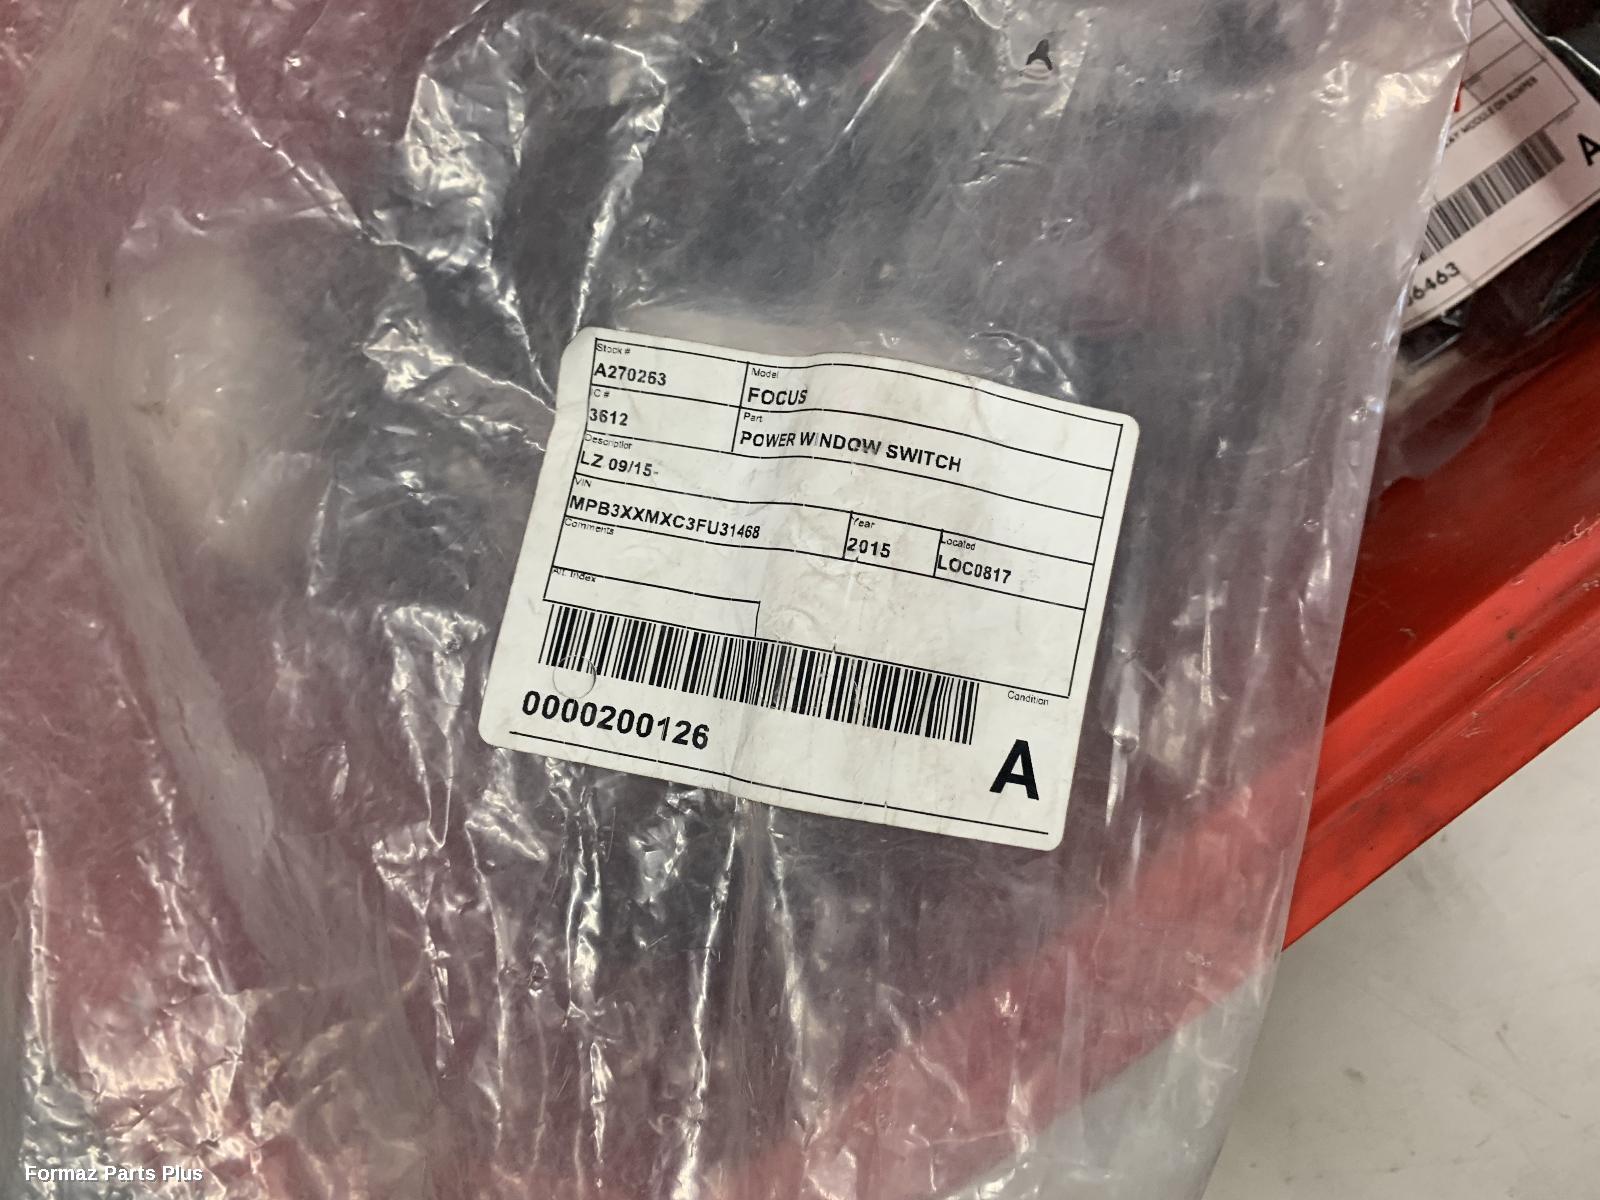 Stock #
A270263
Model
FOCUS
IC #
3612
Part
POWER WINDOW SWITCH
Description
LZ 09/15-
VIN
MPB3XXMXC3FU31468
Year
2015
Located
LOC0817
Comments
Alt. Index
0000200126
Condition
A
A
6463
A
Formaz Parts Plus